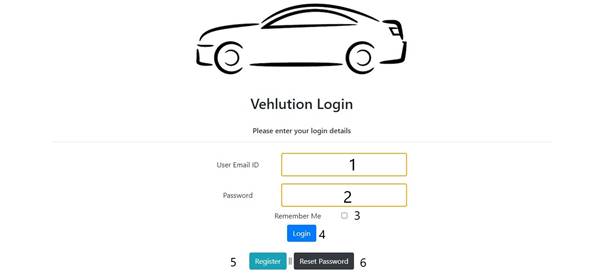 Vehlution Login
Please enter your login details
User Email ID 1
Password 2
Remember Me 3
Login 4
5 Register || Reset Password 6